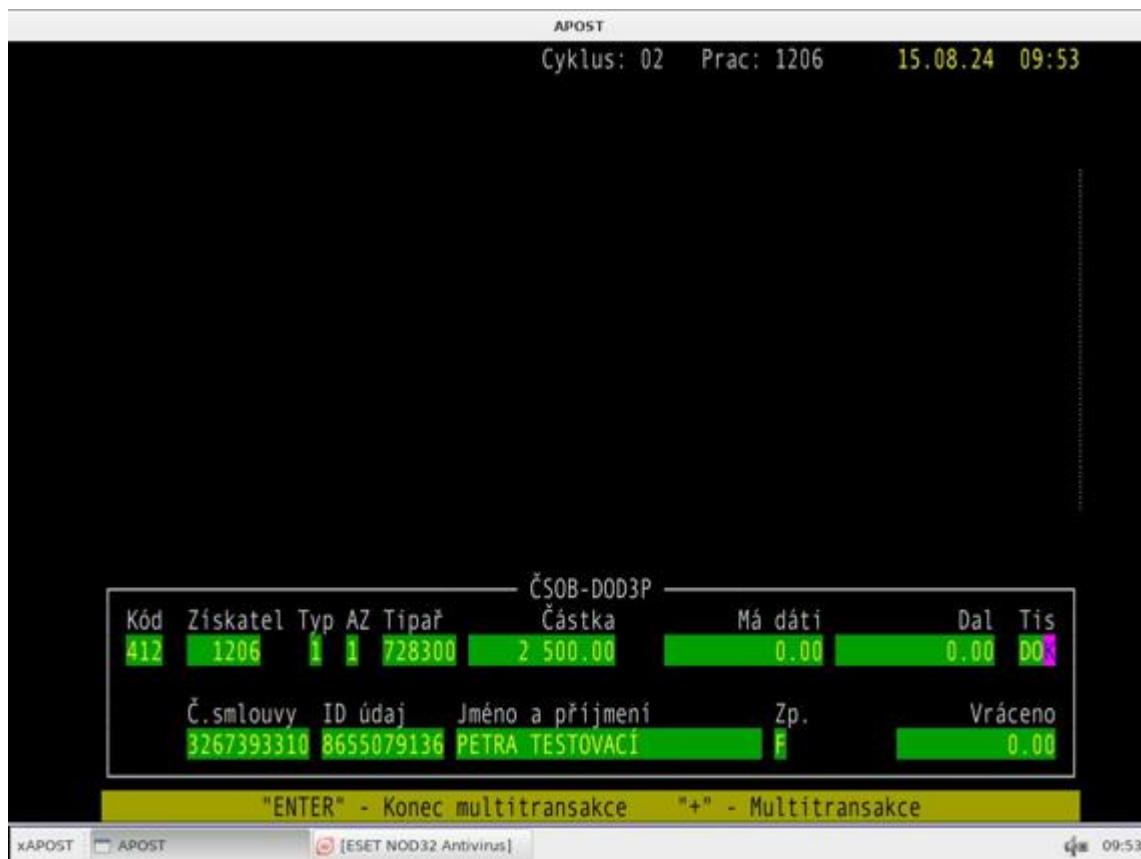 APOST
Cyklus: 02 Prac: 1206 15.08.24 09:53
ČSOB-DOD3P
Kód Získatel Typ AZ Tipař Částka Má dáti Dal Tis
412 1206 1 1 728300 2 500.00 0.00 0.00 DO
Č.smlouvy ID údaj Jméno a příjmení Zp. Vráceno
3267393310 8655079136 PETRA TESTOVACÍ F 0.00
"ENTER" - Konec multitransakce "+" - Multitransakce
xAPOST APOST [ESET NOD32 Antivirus] 09:53